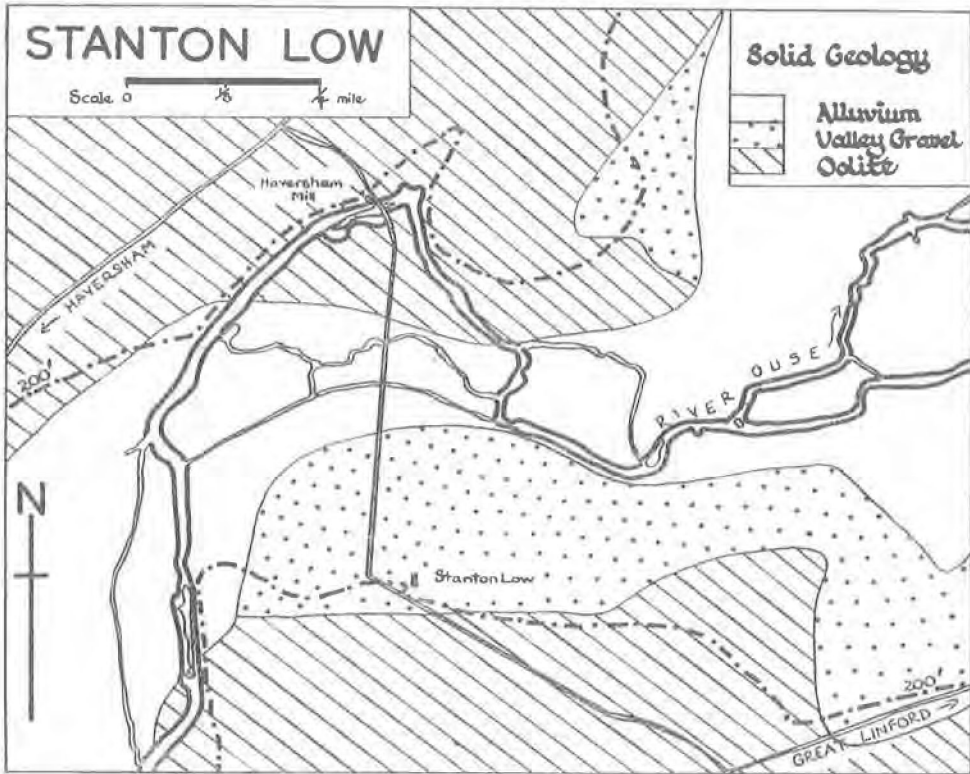 STANTON LOW
Scale 0 1/8 1/4 mile
Solid Geology
Alluvium
Valley Gravel
Oolite
Haversham
Mill
← HAVERSHAM
200'
RIVER OUSE
N
Stanton Low
200'
GREAT LINFORD →